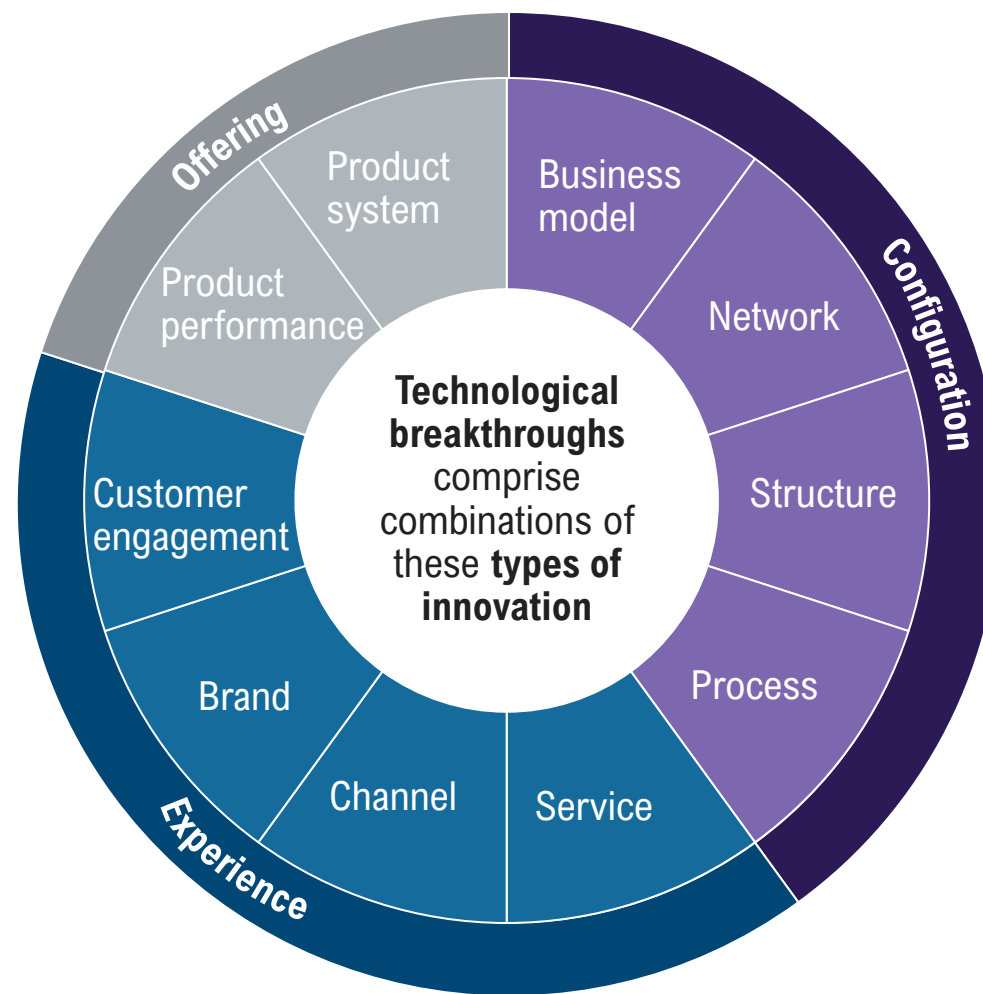 Offering
Configuration
Experience
Product
system
Product
performance
Business
model
Network
Structure
Process
Service
Channel
Brand
Customer
engagement
Technological
breakthroughs
comprise
combinations of
these types of
innovation